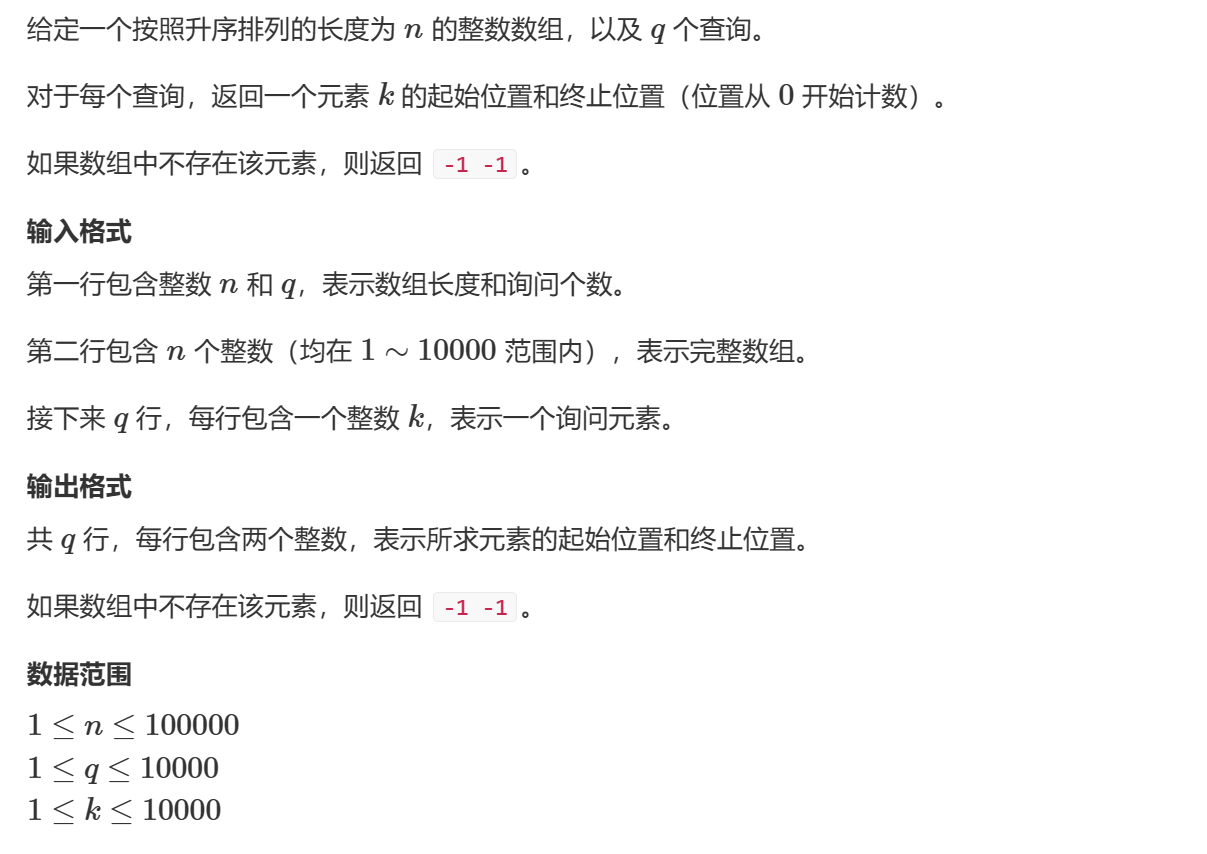 给定一个按照升序排列的长度为 n 的整数数组，以及 q 个查询。
对于每个查询，返回一个元素 k 的起始位置和终止位置（位置从 0 开始计数）。
如果数组中不存在该元素，则返回 -1 -1 。
输入格式
第一行包含整数 n 和 q，表示数组长度和询问个数。
第二行包含 n 个整数（均在 1 ∼ 10000 范围内），表示完整数组。
接下来 q 行，每行包含一个整数 k，表示一个询问元素。
输出格式
共 q 行，每行包含两个整数，表示所求元素的起始位置和终止位置。
如果数组中不存在该元素，则返回 -1 -1 。
数据范围
1 ≤ n ≤ 100000
1 ≤ q ≤ 10000
1 ≤ k ≤ 10000